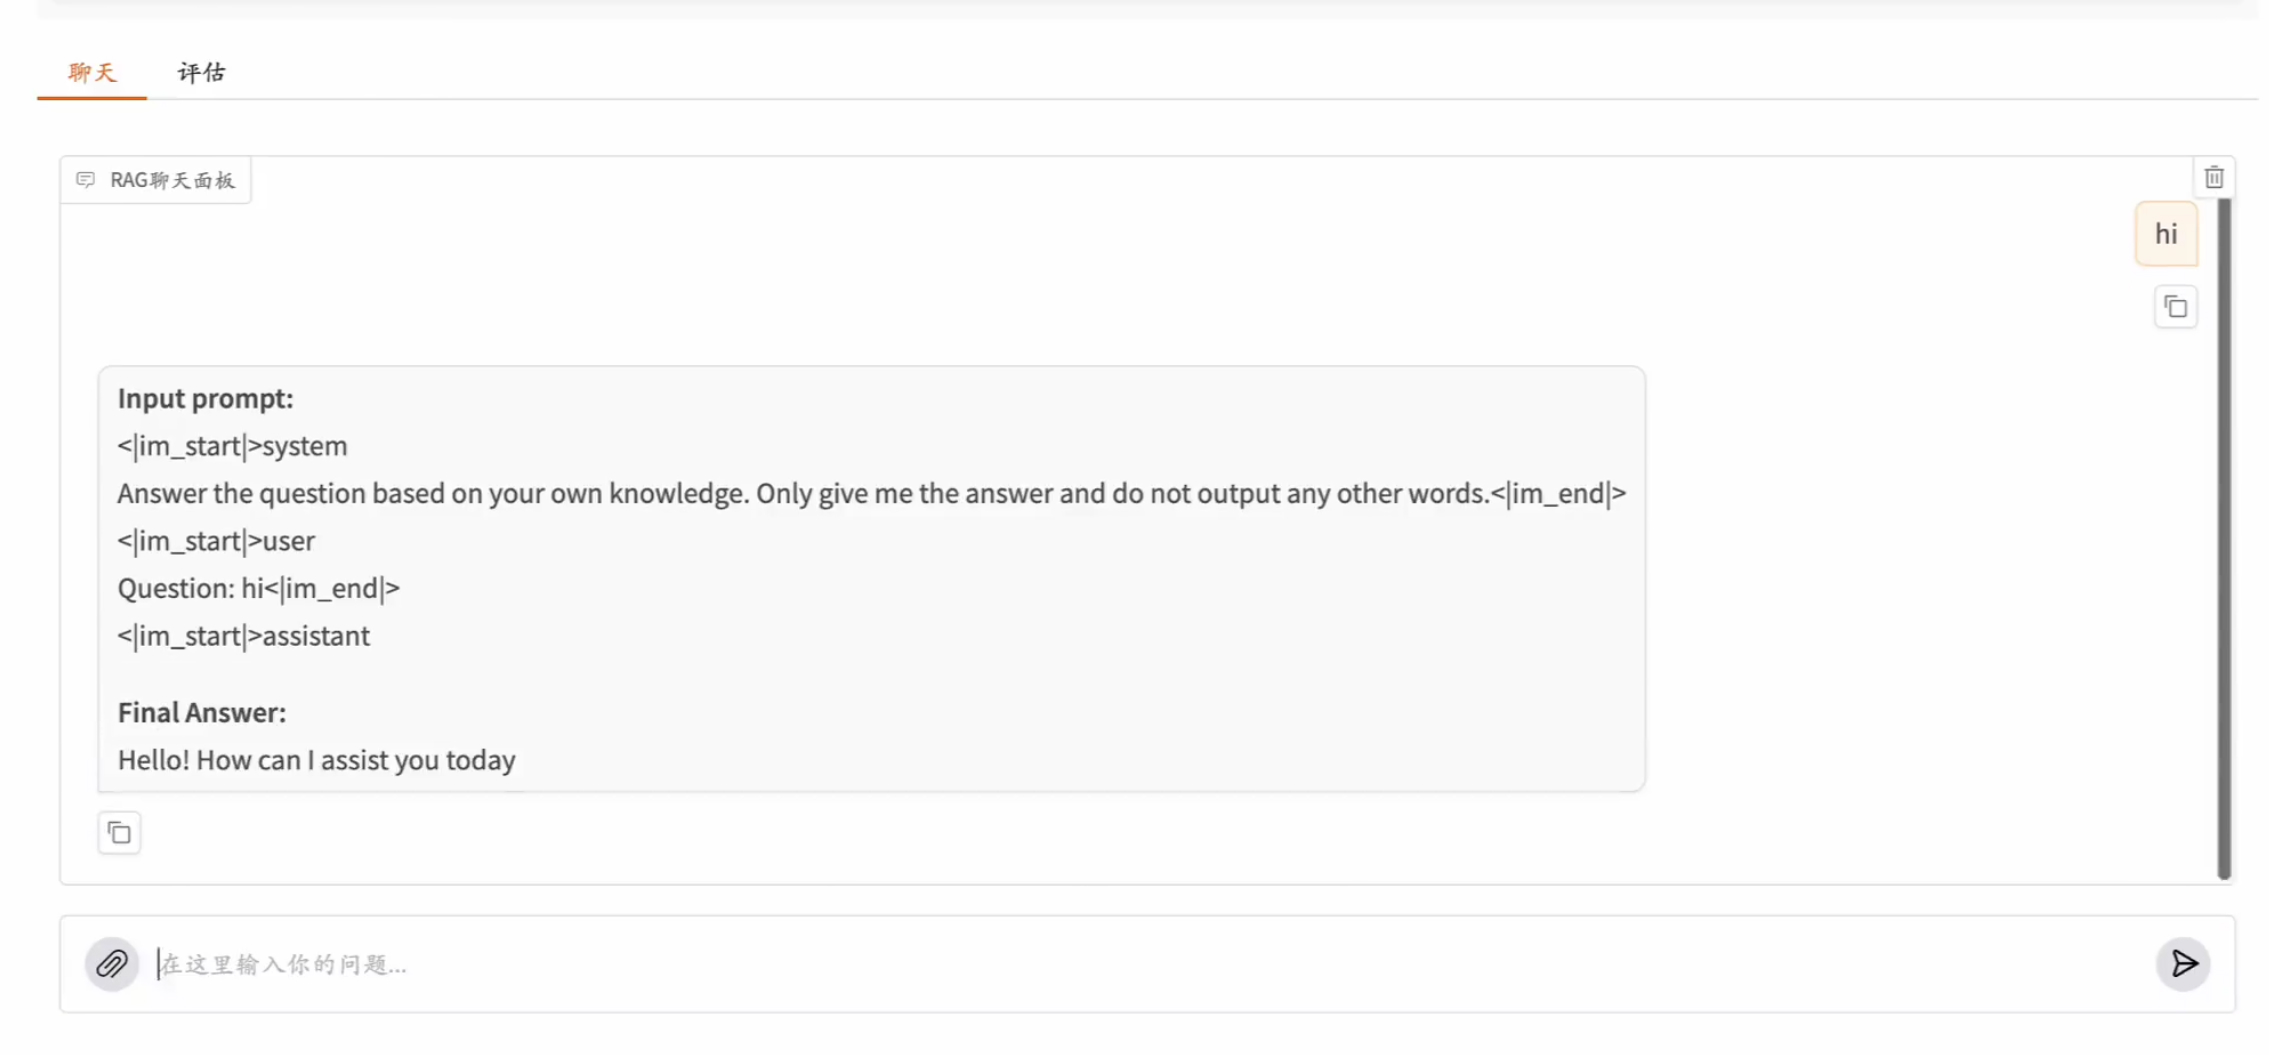 聊天 评估
RAG聊天面板
hi
Input prompt:
<|im_start|>system
Answer the question based on your own knowledge. Only give me the answer and do not output any other words.<|im_end|>
<|im_start|>user
Question: hi<|im_end|>
<|im_start|>assistant
Final Answer:
Hello! How can I assist you today
在这里输入你的问题...